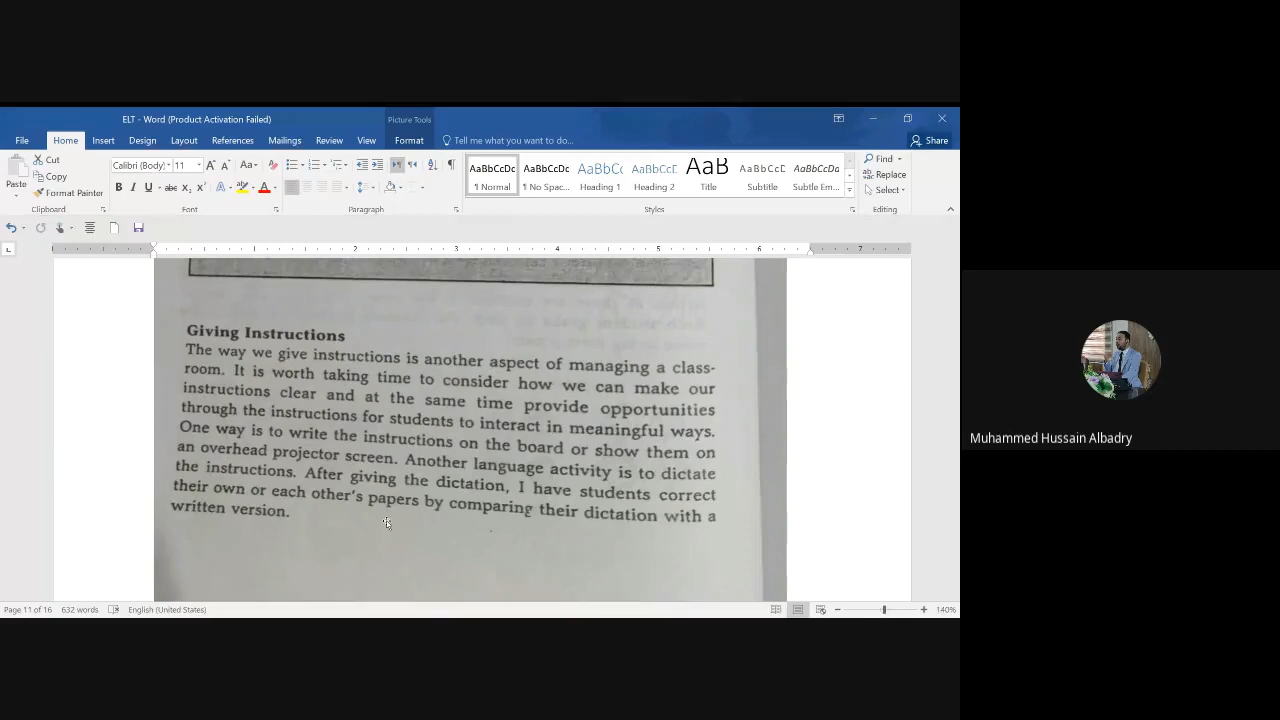 ELT - Word (Product Activation Failed)
Picture Tools
File Home Insert Design Layout References Mailings Review View Format Tell me what you want to do... Share
Paste
Cut
Copy
Format Painter
Clipboard
Calibri (Body) 11
Font
Paragraph
AaBbCcDc AaBbCcDc AaBbCc AaBbCcE AaB AaBbCcE AaBbCcDc
¶ Normal ¶ No Spac... Heading 1 Heading 2 Title Subtitle Subtle Em...
Styles
Find
Replace
Select
Editing
2 3 4 5 6 7
Giving Instructions
The way we give instructions is another aspect of managing a class-
room. It is worth taking time to consider how we can make our
instructions clear and at the same time provide opportunities
through the instructions for students to interact in meaningful ways.
One way is to write the instructions on the board or show them on
an overhead projector screen. Another language activity is to dictate
the instructions. After giving the dictation, I have students correct
their own or each other's papers by comparing their dictation with a
written version.
Muhammed Hussain Albadry
Page 11 of 16 632 words English (United States) 140%